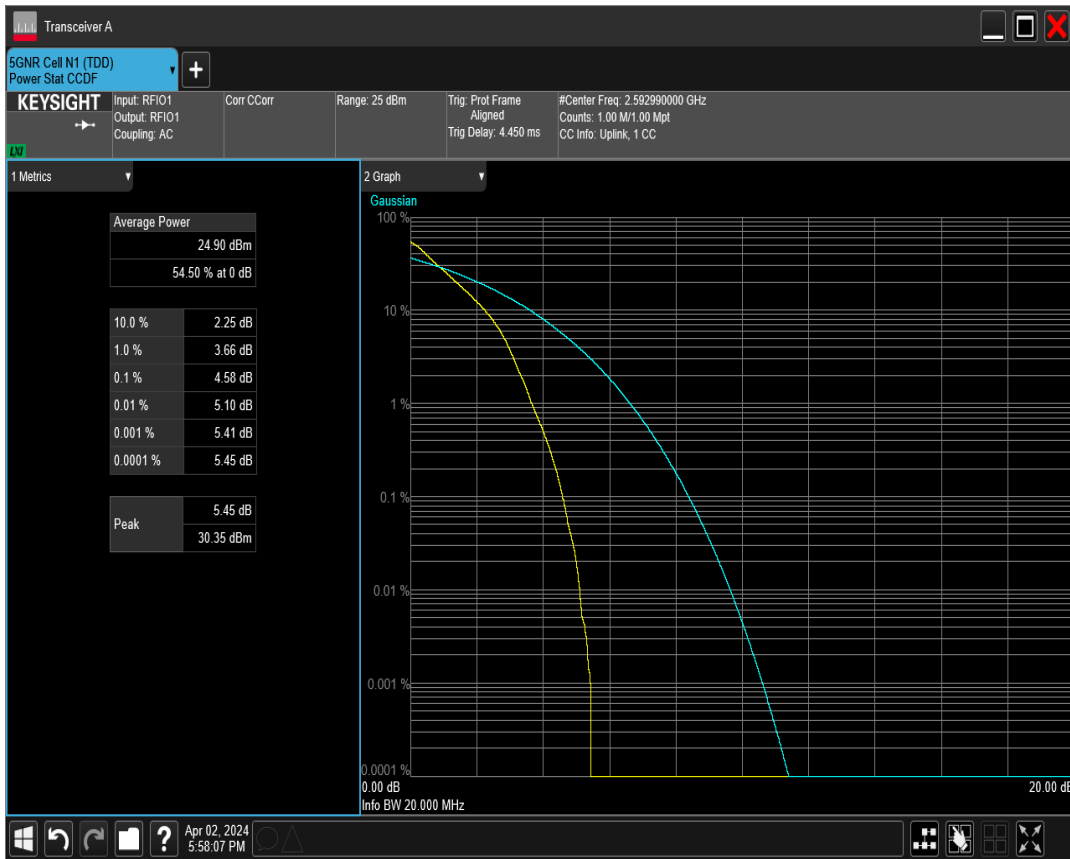 Transceiver A
5GNR Cell N1 (TDD)
Power Stat CCDF
+
KEYSIGHT
LXI
Input: RFIO1
Output: RFIO1
Coupling: AC
Corr CCorr
Range: 25 dBm
Trig: Prot Frame
Aligned
Trig Delay: 4.450 ms
#Center Freq: 2.592990000 GHz
Counts: 1.00 M/1.00 Mpt
CC Info: Uplink, 1 CC
1 Metrics
Average Power
24.90 dBm
54.50 % at 0 dB
10.0 % 2.25 dB
1.0 % 3.66 dB
0.1 % 4.58 dB
0.01 % 5.10 dB
0.001 % 5.41 dB
0.0001 % 5.45 dB
Peak
5.45 dB
30.35 dBm
2 Graph
Gaussian
100 %
10 %
1 %
0.1 %
0.01 %
0.001 %
0.0001 %
0.00 dB 20.00 dB
Info BW 20.000 MHz
?
Apr 02, 2024
5:58:07 PM